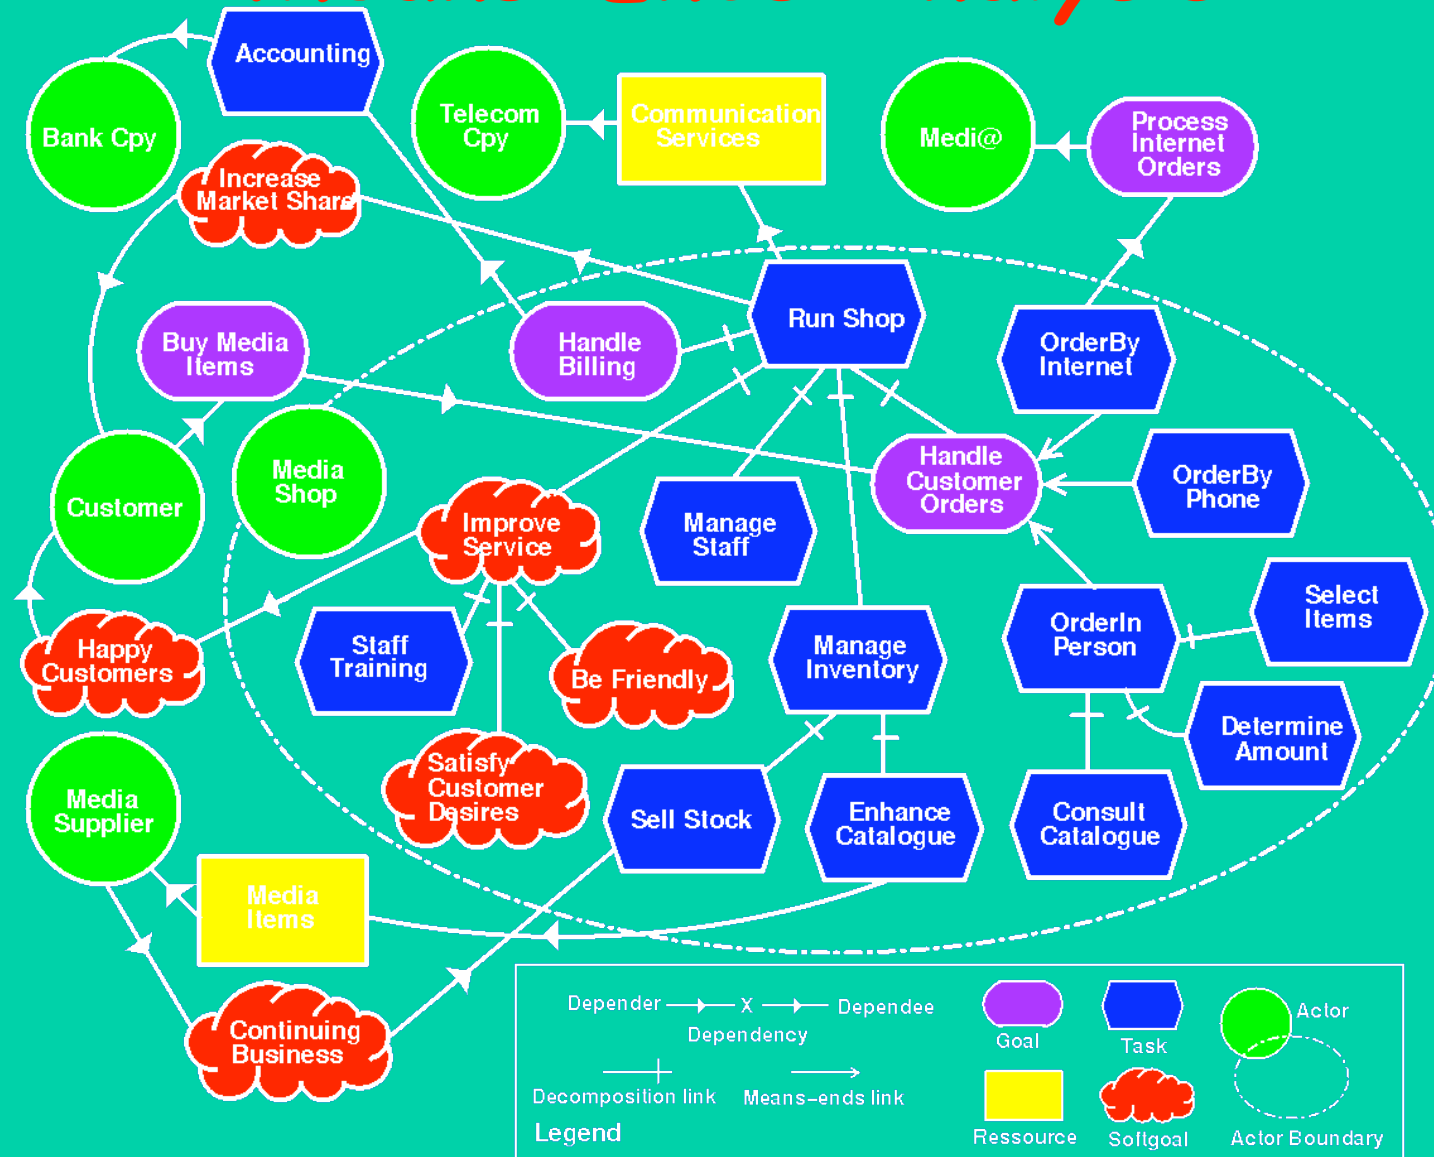 Accounting
Bank Cpy
Telecom
Cpy
Communication
Services
Medi@
Process
Internet
Orders
Increase
Market Share
Run Shop
Buy Media
Items
Handle
Billing
OrderBy
Internet
Customer
Media
Shop
Improve
Service
Manage
Staff
Handle
Customer
Orders
OrderBy
Phone
Happy
Customers
Staff
Training
Be Friendly
Manage
Inventory
OrderIn
Person
Select
Items
Determine
Amount
Media
Supplier
Satisfy
Customer
Desires
Sell Stock
Enhance
Catalogue
Consult
Catalogue
Media
Items
Continuing
Business
Depender X Dependee
Dependency
Decomposition link Means-ends link
Legend
Goal
Task
Actor
Ressource
Softgoal
Actor Boundary